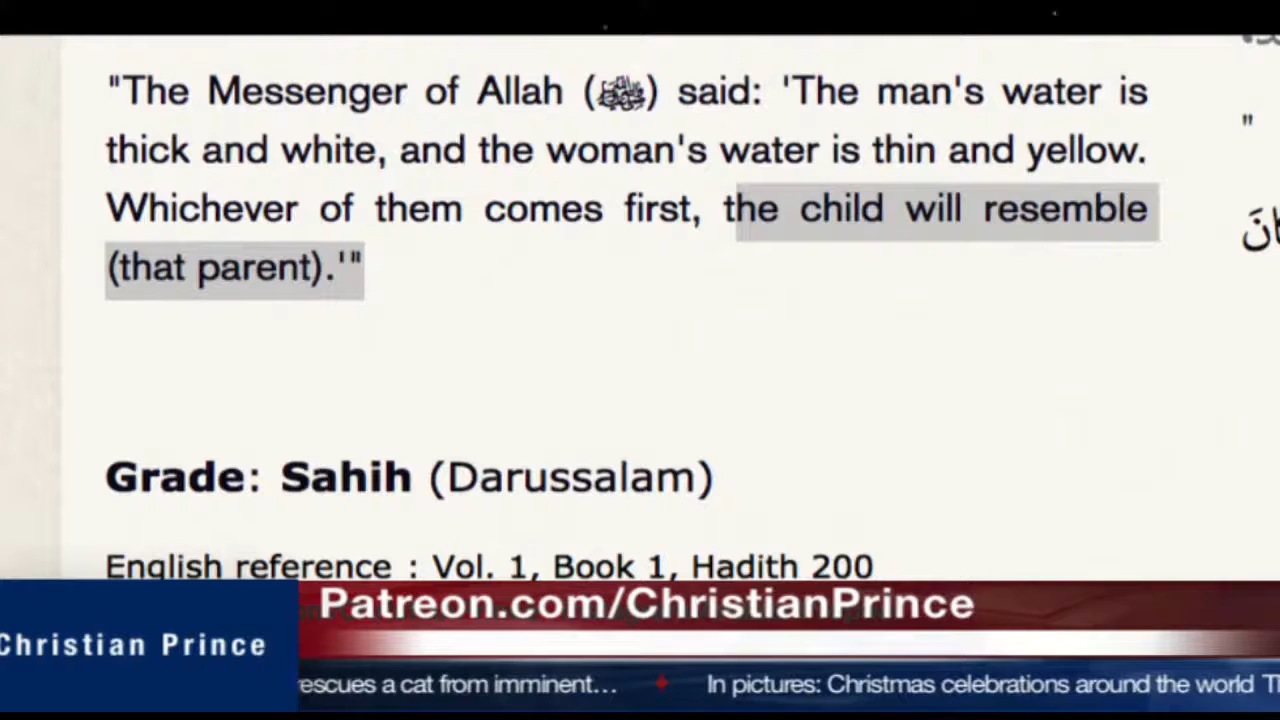 "The Messenger of Allah (ﷺ) said: 'The man's water is
thick and white, and the woman's water is thin and yellow.
Whichever of them comes first, the child will resemble
(that parent).'"
Grade: Sahih (Darussalam)
English reference : Vol. 1, Book 1, Hadith 200
Patreon.com/ChristianPrince
Christian Prince
rescues a cat from imminent... In pictures: Christmas celebrations around the world